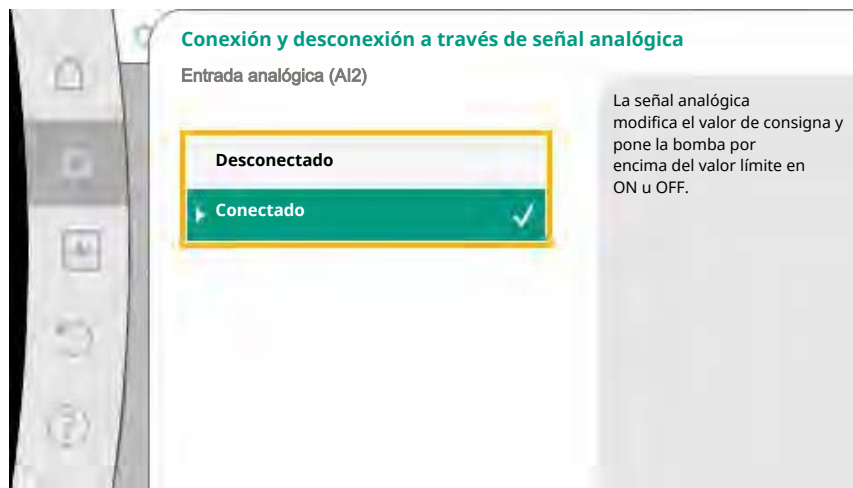 Conexión y desconexión a través de señal analógica
Entrada analógica (AI2)
La señal analógica
modifica el valor de consigna y
pone la bomba por
encima del valor límite en
ON u OFF.
Desconectado
Conectado